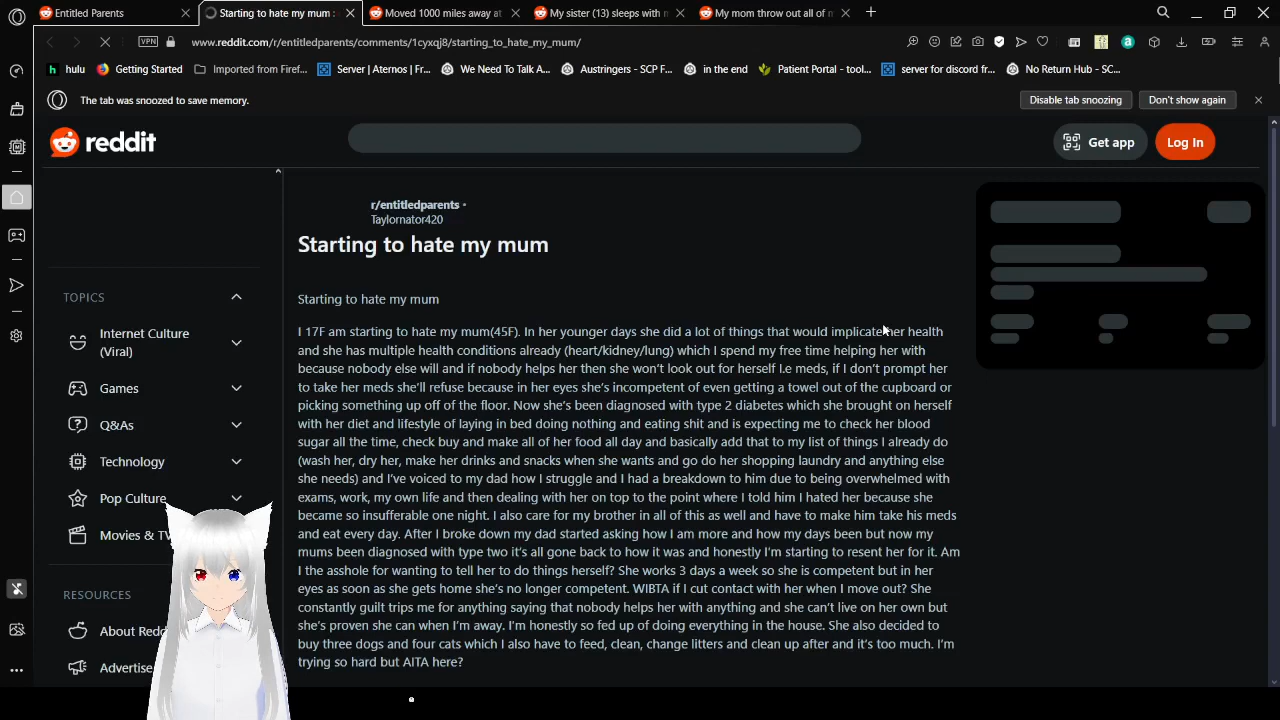 Entitled Parents
Starting to hate my mum :
Moved 1000 miles away at
My sister (13) sleeps with m
My mom throw out all of m
VPN
www.reddit.com/r/entitledparents/comments/1cyxqj8/starting_to_hate_my_mum/
hulu
Getting Started
Imported from Firef...
Server | Aternos | Fr...
We Need To Talk A...
Austringers - SCP F...
in the end
Patient Portal - tool...
server for discord fr...
No Return Hub - SC...
The tab was snoozed to save memory.
Disable tab snoozing
Don't show again
reddit
Get app
Log In
r/entitledparents •
Taylornator420
Starting to hate my mum
TOPICS
Internet Culture
(Viral)
Games
Q&As
Technology
Pop Culture
Movies & TV
RESOURCES
About Redd
Advertise
Starting to hate my mum
I 17F am starting to hate my mum(45F). In her younger days she did a lot of things that would implicate her health
and she has multiple health conditions already (heart/kidney/lung) which I spend my free time helping her with
because nobody else will and if nobody helps her then she won't look out for herself I.e meds, if I don't prompt her
to take her meds she'll refuse because in her eyes she's incompetent of even getting a towel out of the cupboard or
picking something up off of the floor. Now she's been diagnosed with type 2 diabetes which she brought on herself
with her diet and lifestyle of laying in bed doing nothing and eating shit and is expecting me to check her blood
sugar all the time, check buy and make all of her food all day and basically add that to my list of things I already do
(wash her, dry her, make her drinks and snacks when she wants and go do her shopping laundry and anything else
she needs) and I've voiced to my dad how I struggle and I had a breakdown to him due to being overwhelmed with
exams, work, my own life and then dealing with her on top to the point where I told him I hated her because she
became so insufferable one night. I also care for my brother in all of this as well and have to make him take his meds
and eat every day. After I broke down my dad started asking how I am more and how my days been but now my
mums been diagnosed with type two it's all gone back to how it was and honestly I'm starting to resent her for it. Am
I the asshole for wanting to tell her to do things herself? She works 3 days a week so she is competent but in her
eyes as soon as she gets home she's no longer competent. WIBTA if I cut contact with her when I move out? She
constantly guilt trips me for anything saying that nobody helps her with anything and she can't live on her own but
she's proven she can when I'm away. I'm honestly so fed up of doing everything in the house. She also decided to
buy three dogs and four cats which I also have to feed, clean, change litters and clean up after and it's too much. I'm
trying so hard but AITA here?